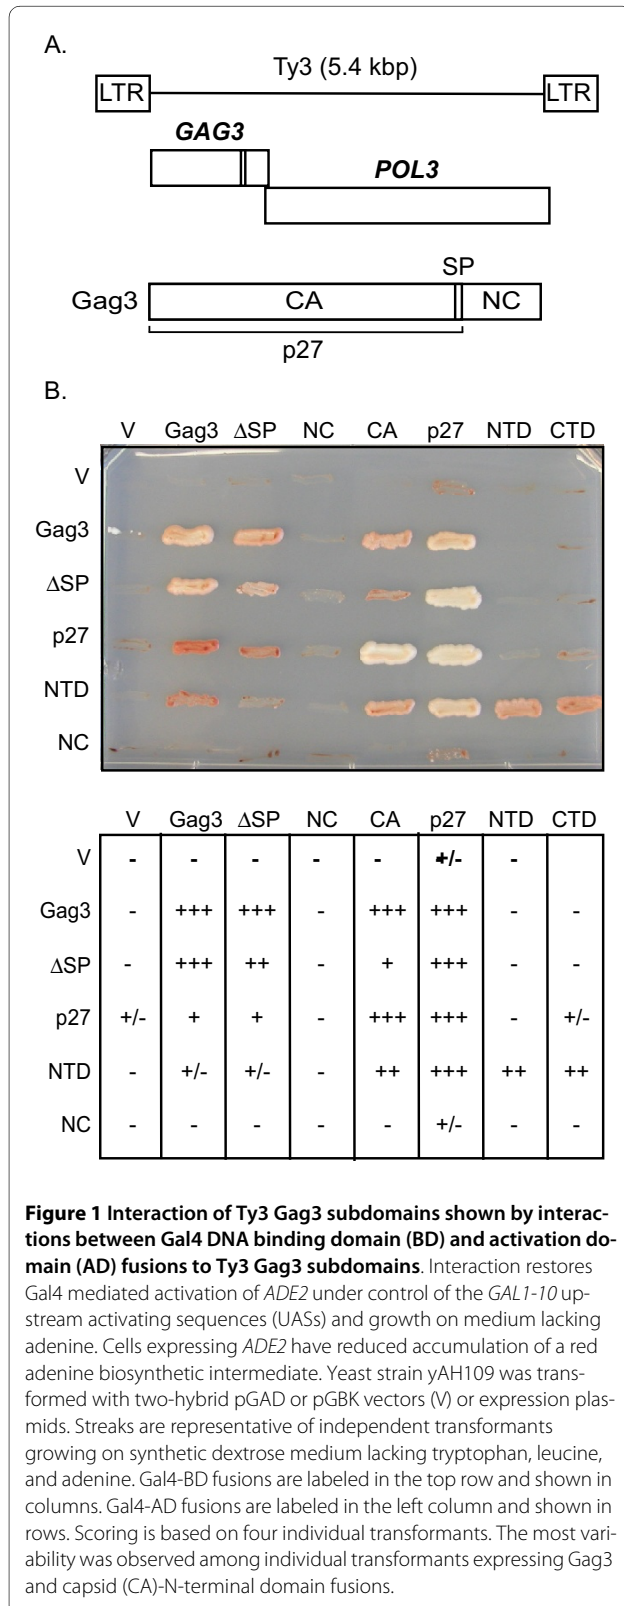 A.
Ty3 (5.4 kbp)
LTR LTR
GAG3
POL3
SP
Gag3 CA NC
p27
B.
V Gag3 ΔSP NC CA p27 NTD CTD
V
Gag3
ΔSP
p27
NTD
NC
V Gag3 ΔSP NC CA p27 NTD CTD
V - - - - - +/- -
Gag3 - +++ +++ - +++ +++ - -
ΔSP - +++ ++ - + +++ - -
p27 +/- + + - +++ +++ - +/-
NTD - +/- +/- - ++ +++ ++ ++
NC - - - - - +/- - -
Figure 1 Interaction of Ty3 Gag3 subdomains shown by interac-
tions between Gal4 DNA binding domain (BD) and activation do-
main (AD) fusions to Ty3 Gag3 subdomains. Interaction restores
Gal4 mediated activation of ADE2 under control of the GAL1-10 up-
stream activating sequences (UASs) and growth on medium lacking
adenine. Cells expressing ADE2 have reduced accumulation of a red
adenine biosynthetic intermediate. Yeast strain yAH109 was trans-
formed with two-hybrid pGAD or pGBK vectors (V) or expression plas-
mids. Streaks are representative of independent transformants
growing on synthetic dextrose medium lacking tryptophan, leucine,
and adenine. Gal4-BD fusions are labeled in the top row and shown in
columns. Gal4-AD fusions are labeled in the left column and shown in
rows. Scoring is based on four individual transformants. The most vari-
ability was observed among individual transformants expressing Gag3
and capsid (CA)-N-terminal domain fusions.